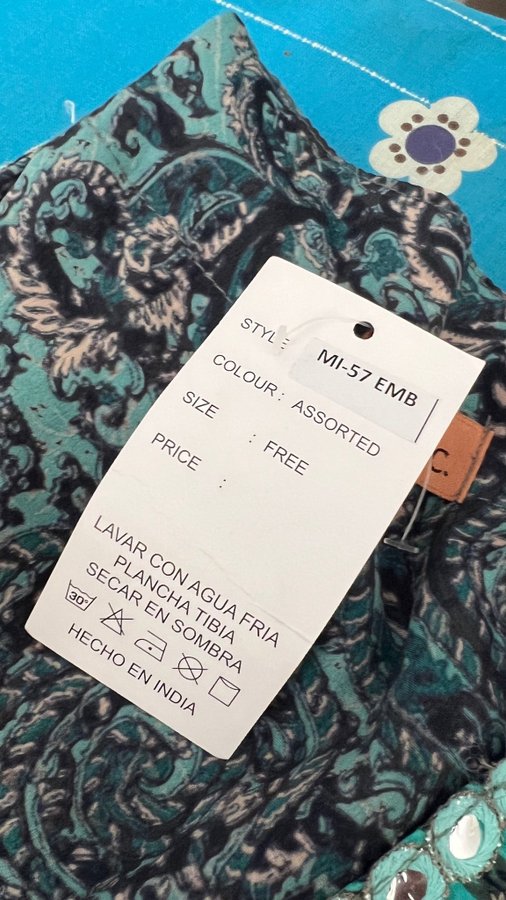 STYLE : MI-57 EMB
COLOUR : ASSORTED
SIZE : FREE
PRICE :
LAVAR CON AGUA FRIA
PLANCHA TIBIA
SECAR EN SOMBRA
30°
HECHO EN INDIA
C.